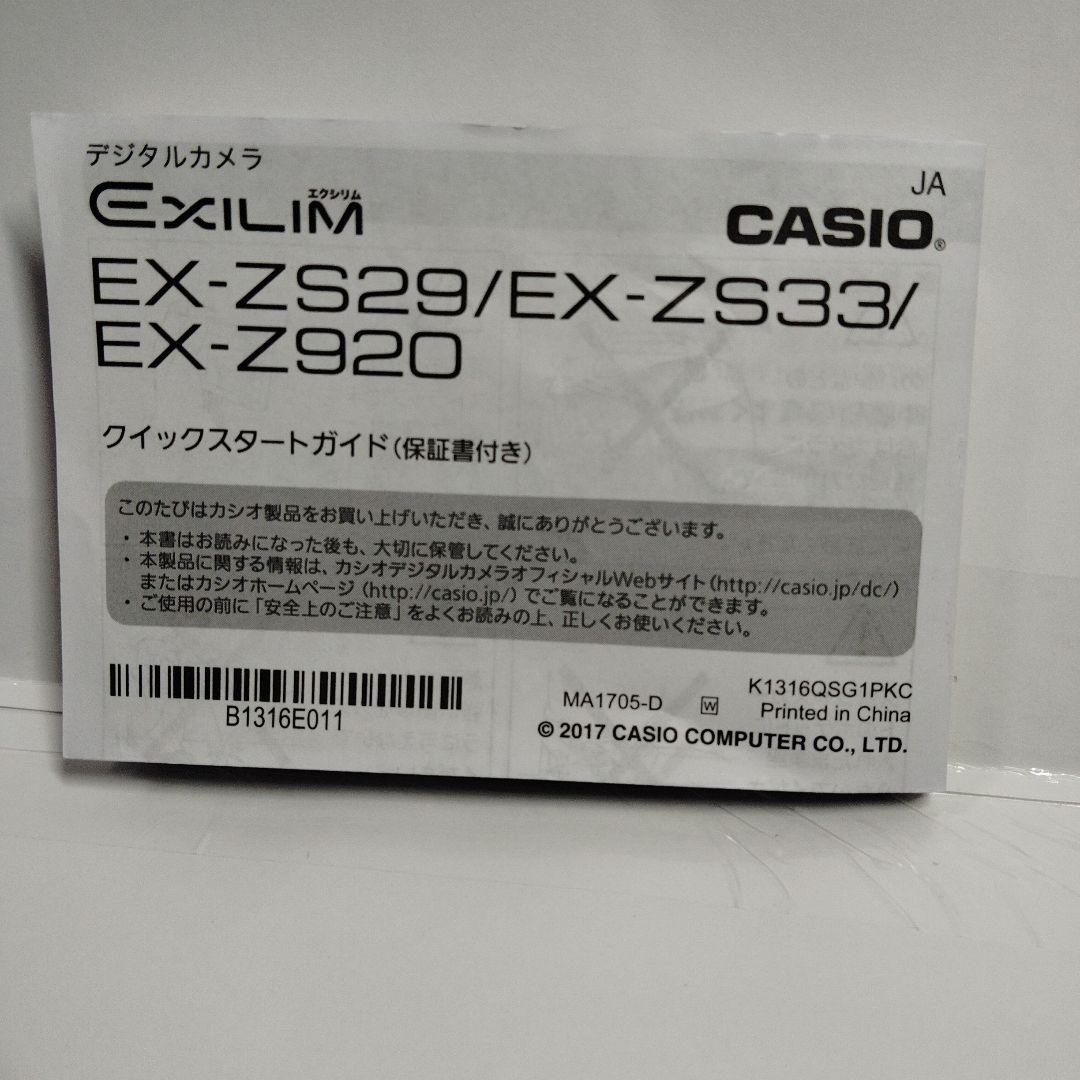 デジタルカメラ
JA
エクシリム
EXILIM
CASIO®
EX-ZS29/EX-ZS33/
EX-Z920
クイックスタートガイド(保証書付き)
このたびはカシオ製品をお買い上げいただき、誠にありがとうございます。
・本書はお読みになった後も、大切に保管してください。
・本製品に関する情報は、カシオデジタルカメラオフィシャルWebサイト(http://casio.jp/dc/)
またはカシオホームページ(http://casio.jp/)でご覧になることができます。
・ご使用の前に「安全上のご注意」をよくお読みの上、正しくお使いください。
B1316E011
MA1705-D
W
K1316QSG1PKC
Printed in China
© 2017 CASIO COMPUTER CO., LTD.